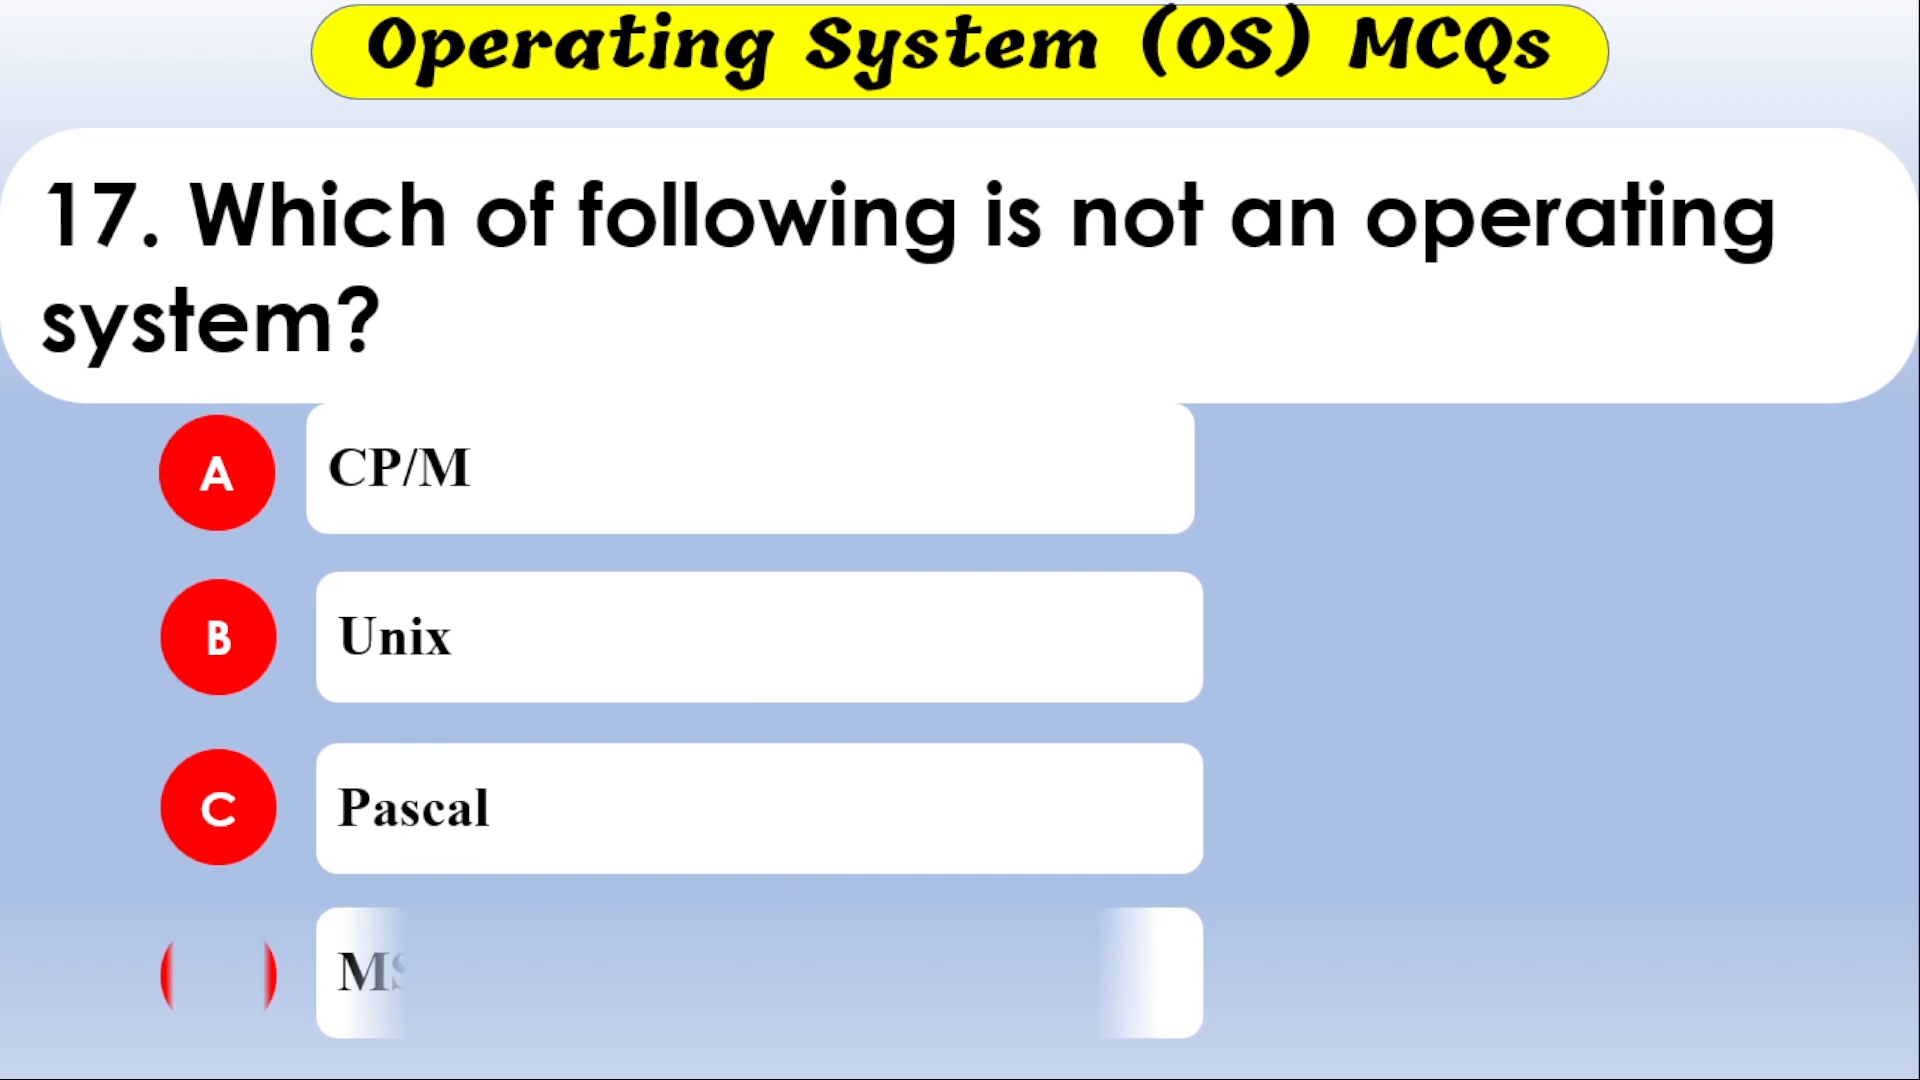 Operating System (OS) MCQs
17. Which of following is not an operating
system?
A
CP/M
B
Unix
C
Pascal